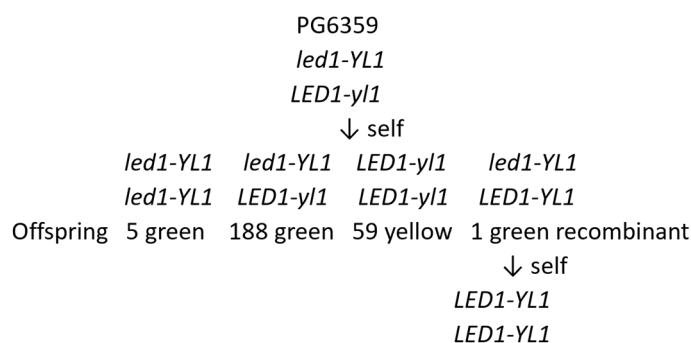 PG6359
led1-YL1
LED1-yl1
↓ self
led1-YL1 led1-YL1 LED1-yl1 led1-YL1
led1-YL1 LED1-yl1 LED1-yl1 LED1-YL1
Offspring 5 green 188 green 59 yellow 1 green recombinant
↓ self
LED1-YL1
LED1-YL1